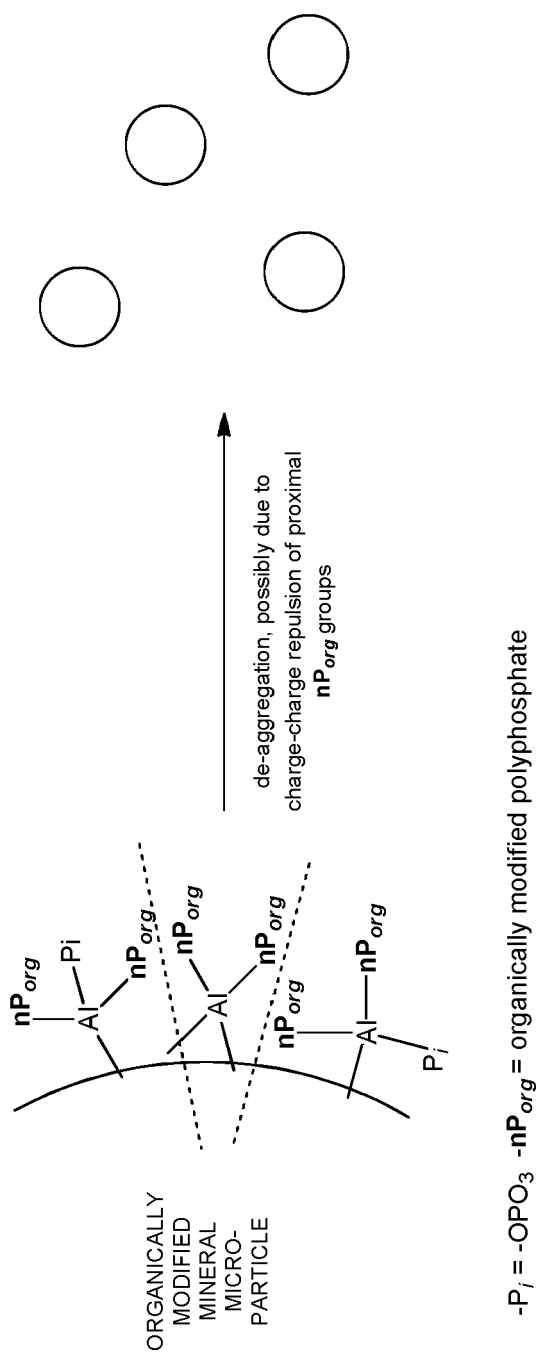 ORGANICALLY
MODIFIED
MINERAL
MICRO-
PARTICLE
nPorg
Pi
Al
nPorg
nPorg
Al
nPorg
nPorg
Al
nPorg
Pi
de-aggregation, possibly due to
charge-charge repulsion of proximal
nPorg groups
-Pi = -OPO3 -nPorg = organically modified polyphosphate